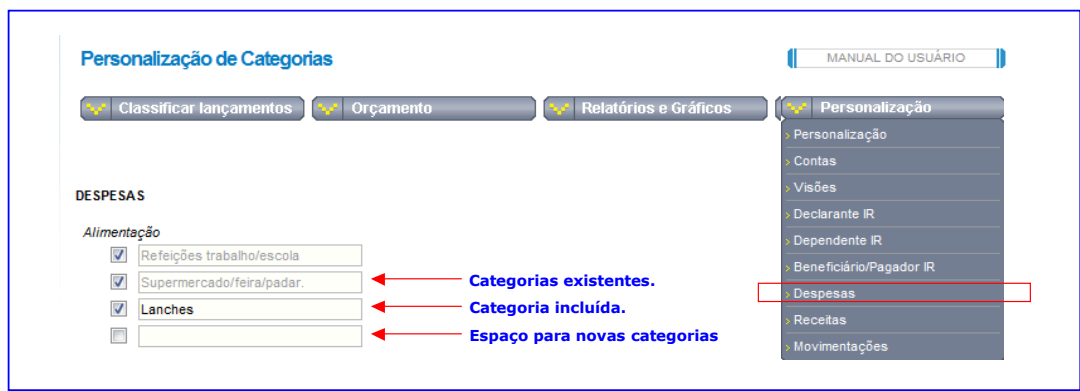 Personalização de Categorias
MANUAL DO USUÁRIO
Classificar lançamentos
Orçamento
Relatórios e Gráficos
Personalização
Personalização
Contas
Visões
Declarante IR
Dependente IR
Beneficiário/Pagador IR
Despesas
Receitas
Movimentações
DESPESAS
Alimentação
Refeições trabalho/escola
Supermercado/feira/padar.
Categorias existentes.
Lanches
Categoria incluída.
Espaço para novas categorias